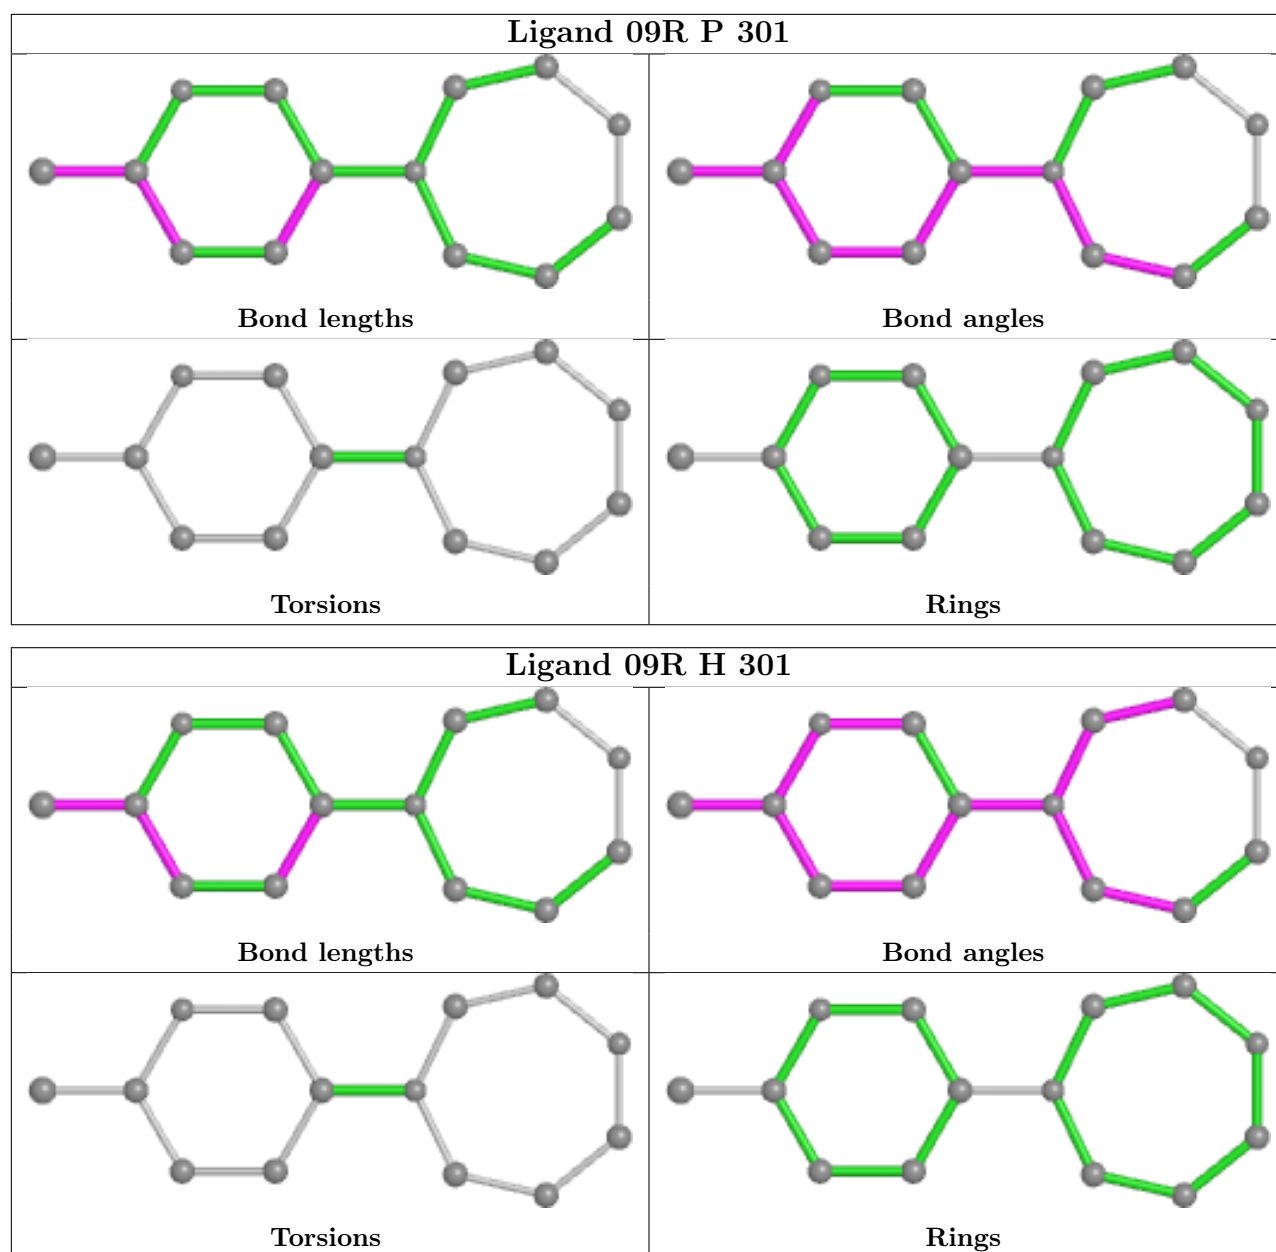 Ligand 09R P 301
Bond lengths
Bond angles
Torsions
Rings
Ligand 09R H 301
Bond lengths
Bond angles
Torsions
Rings